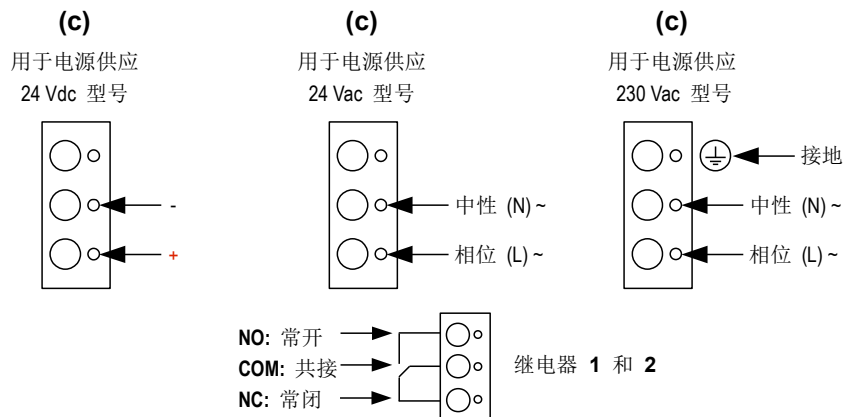 (c) (c) (c)
用于电源供应 用于电源供应 用于电源供应
24 Vdc 型号 24 Vac 型号 230 Vac 型号
接地
- 中性 (N) ~ 中性 (N) ~
+ 相位 (L) ~ 相位 (L) ~
NO: 常开
COM: 共接 继电器 1 和 2
NC: 常闭